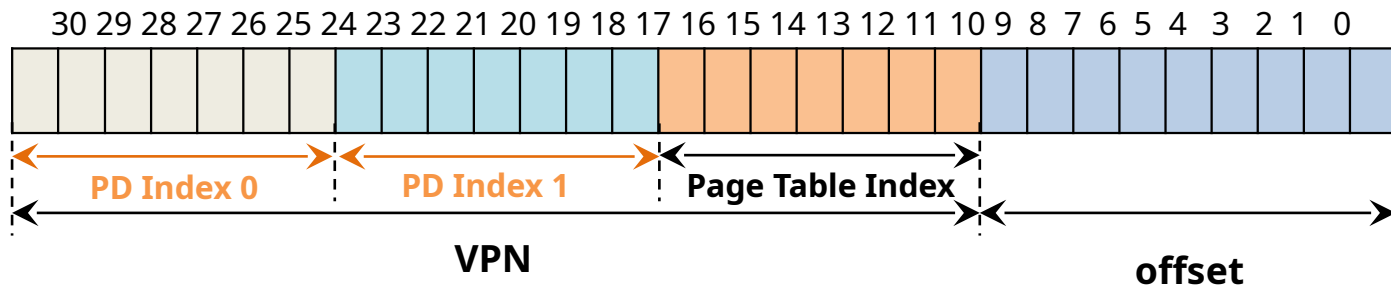 30 29 28 27 26 25 24 23 22 21 20 19 18 17 16 15 14 13 12 11 10 9 8 7 6 5 4 3 2 1 0
PD Index 0 PD Index 1 Page Table Index
VPN
offset